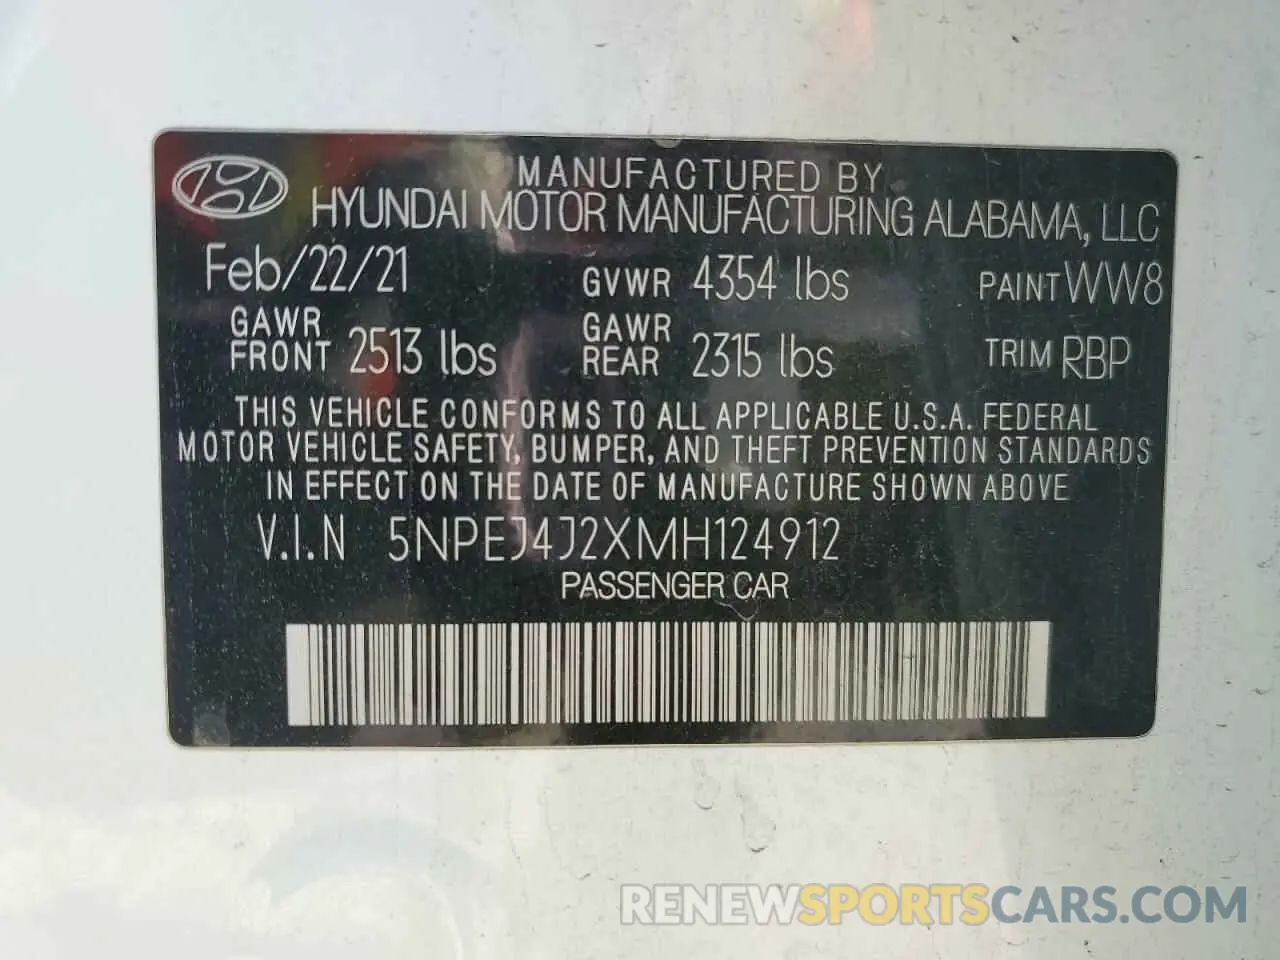 MANUFACTURED BY
HYUNDAI MOTOR MANUFACTURING ALABAMA, LLC
Feb/22/21 GVWR 4354 lbs PAINT WW8
GAWR FRONT 2513 lbs GAWR REAR 2315 lbs TRIM RBP
THIS VEHICLE CONFORMS TO ALL APPLICABLE U.S.A. FEDERAL
MOTOR VEHICLE SAFETY, BUMPER, AND THEFT PREVENTION STANDARDS
IN EFFECT ON THE DATE OF MANUFACTURE SHOWN ABOVE
V.I.N 5NPEJ4J2XMH124912
PASSENGER CAR
RENEWSPORTSCARS.COM